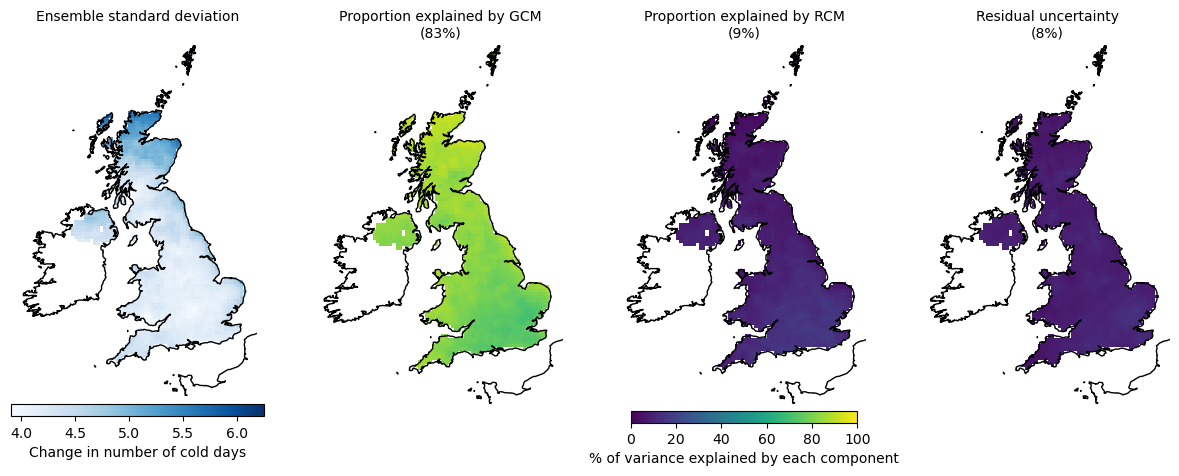 Ensemble standard deviation
Proportion explained by GCM
(83%)
Proportion explained by RCM
(9%)
Residual uncertainty
(8%)
4.0 4.5 5.0 5.5 6.0
Change in number of cold days
0 20 40 60 80 100
% of variance explained by each component